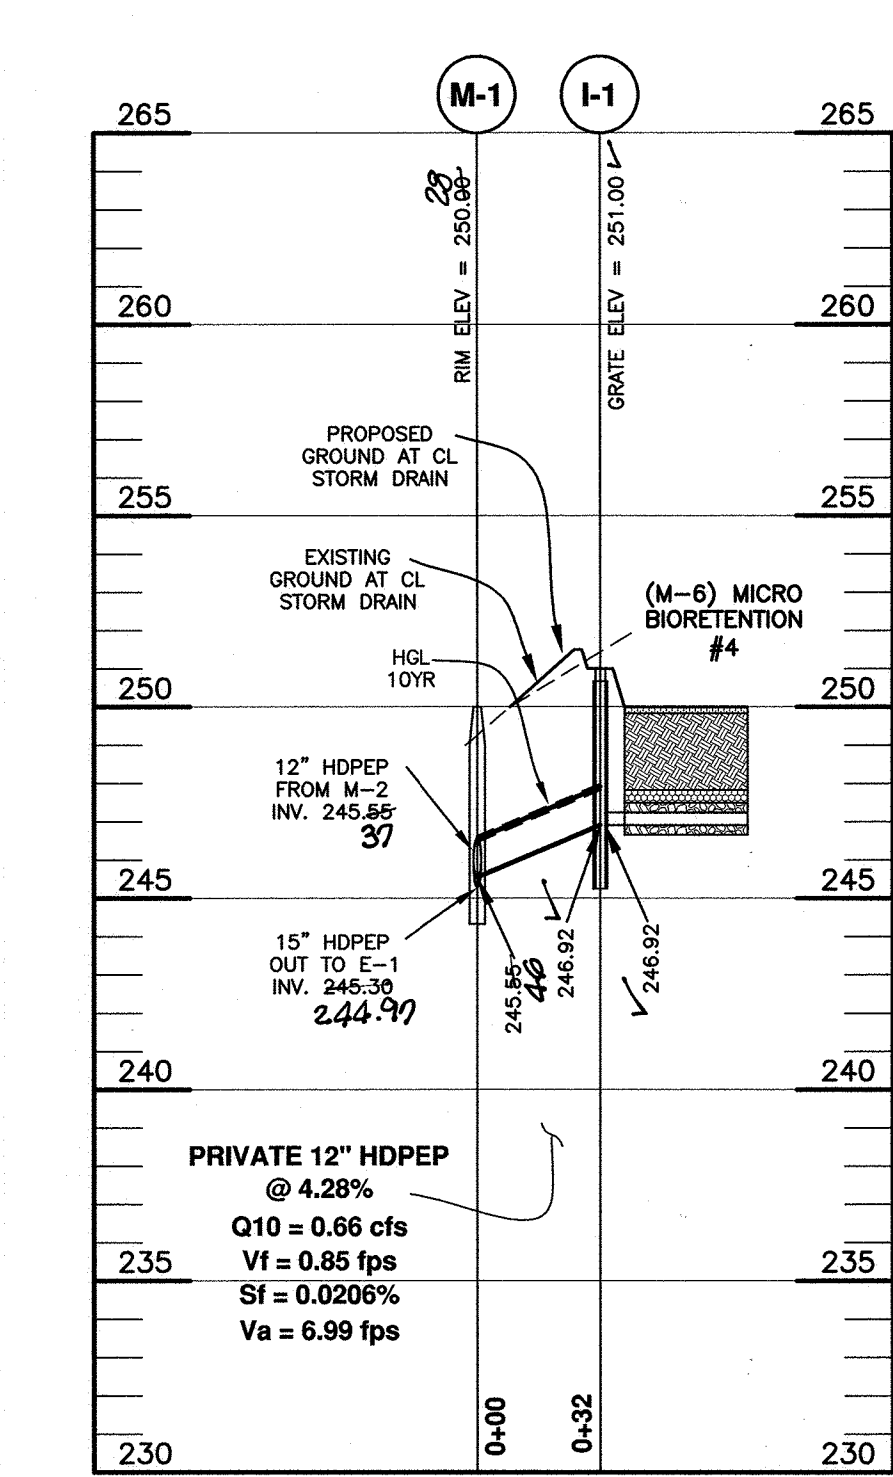 M-1
I-1
265
265
RIM ELEV = 250.00
28
GRATE ELEV = 251.00 ✓
260
260
PROPOSED
GROUND AT CL
STORM DRAIN
255
255
EXISTING
GROUND AT CL
STORM DRAIN
(M-6) MICRO
BIORETENTION
#4
HGL
10YR
250
250
12" HDPEP
FROM M-2
INV. 245.55
37
245
245
15" HDPEP
OUT TO E-1
INV. 245.30
244.97
245.55
46
246.92 ✓
246.92 ✓
240
240
PRIVATE 12" HDPEP
@ 4.28%
Q10 = 0.66 cfs
Vf = 0.85 fps
Sf = 0.0206%
Va = 6.99 fps
235
235
0+00
0+32
230
230